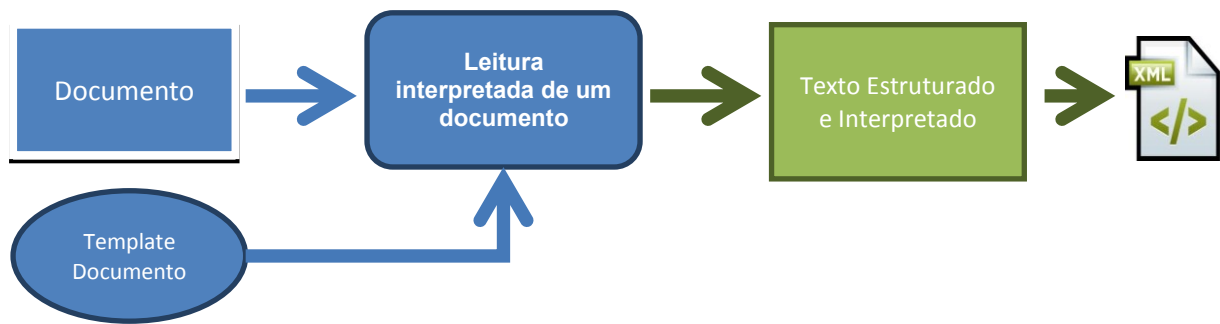 Documento
Leitura
interpretada de um
documento
Texto Estruturado
e Interpretado
XML
</>
Template
Documento